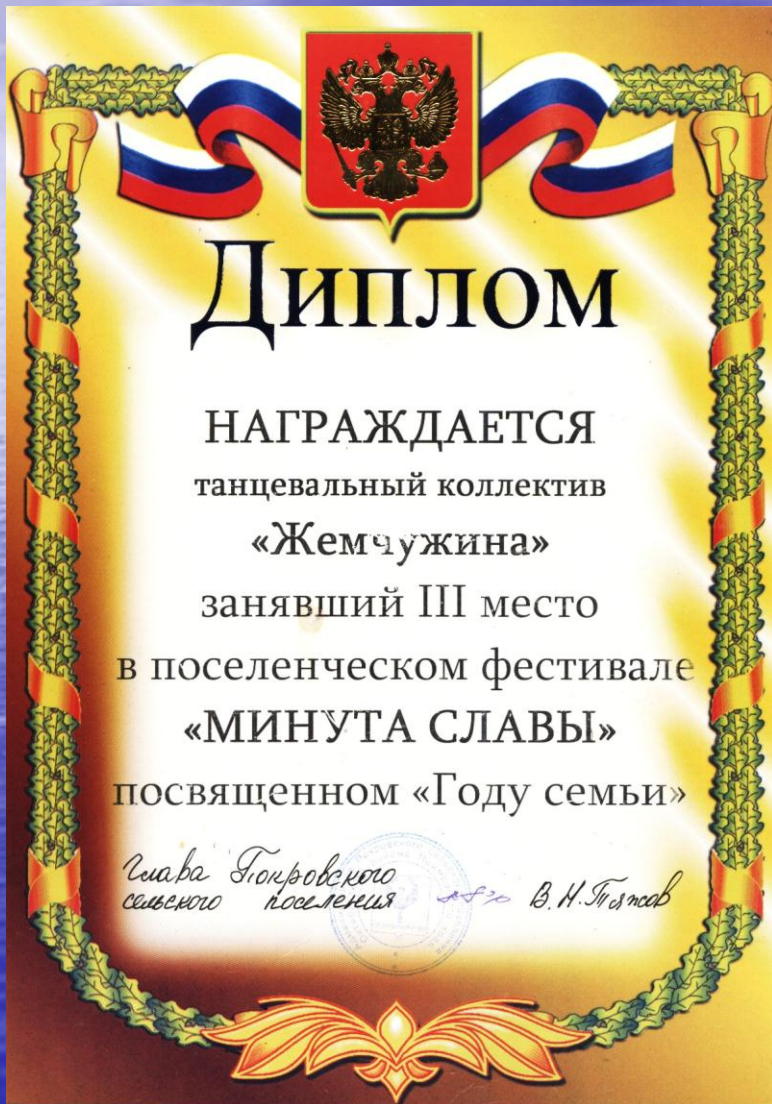 Диплом
НАГРАЖДАЕТСЯ
танцевальный коллектив
«Жемчужина»
занявший III место
в поселенческом фестивале
«МИНУТА СЛАВЫ»
посвященном «Году семьи»
Глава Покровского
сельского поселения В. Н.